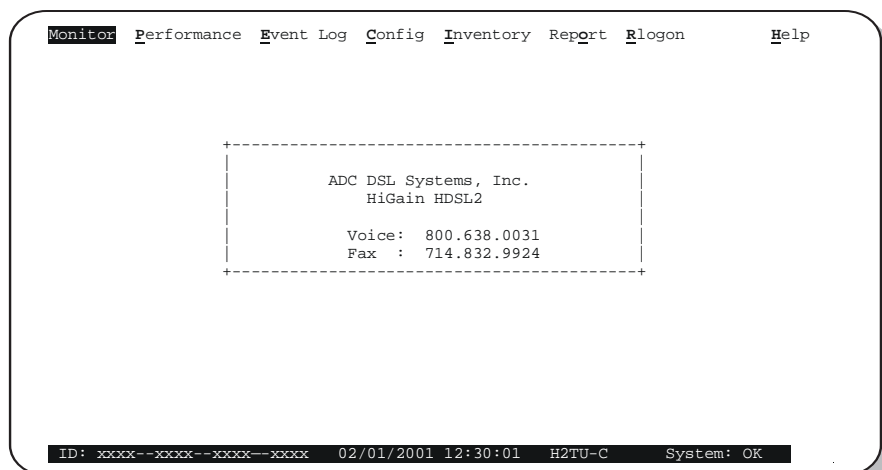 Monitor Performance Event Log Config Inventory Report Rlogon Help
ADC DSL Systems, Inc.
HiGain HDSL2
Voice: 800.638.0031
Fax : 714.832.9924
ID: xxxx--xxxx--xxxx--xxxx 02/01/2001 12:30:01 H2TU-C System: OK